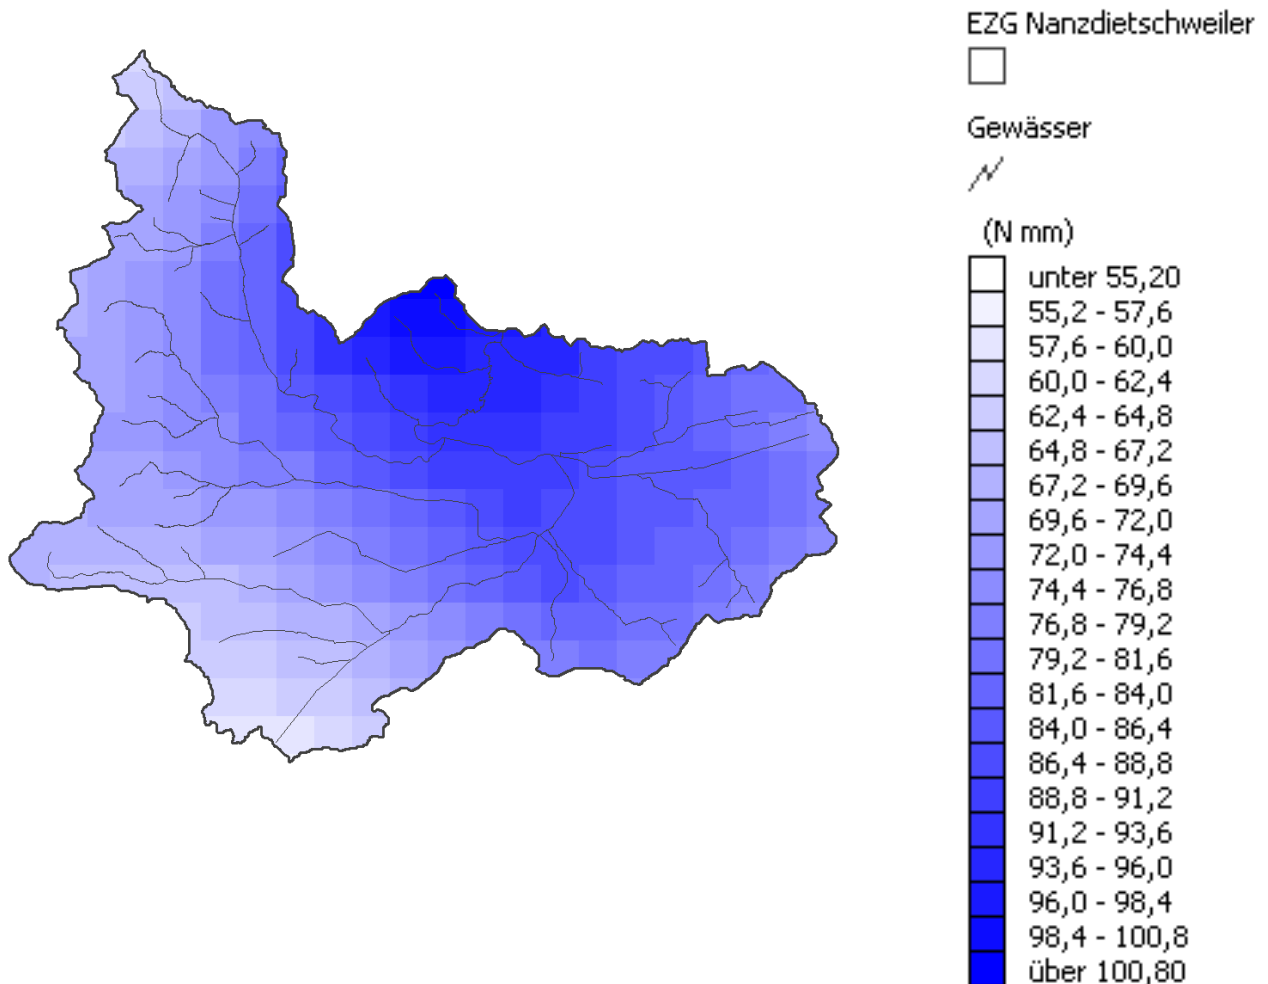 EZG Nanzdietschweiler
Gewässer
(N mm)
unter 55,20
55,2 - 57,6
57,6 - 60,0
60,0 - 62,4
62,4 - 64,8
64,8 - 67,2
67,2 - 69,6
69,6 - 72,0
72,0 - 74,4
74,4 - 76,8
76,8 - 79,2
79,2 - 81,6
81,6 - 84,0
84,0 - 86,4
86,4 - 88,8
88,8 - 91,2
91,2 - 93,6
93,6 - 96,0
96,0 - 98,4
98,4 - 100,8
über 100,80